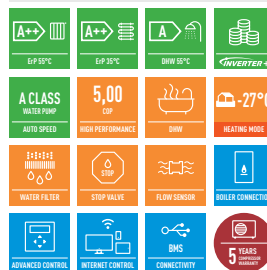 A++
A++
A
ErP 55°C
ErP 35°C
DHW 55°C
INVERTER+
A CLASS
WATER PUMP
5,00
COP
-27°
AUTO SPEED
HIGH PERFORMANCE
DHW
HEATING MODE
STOP
WATER FILTER
STOP VALVE
FLOW SENSOR
BOILER CONNECTIO
BMS
5 YEARS
COMPRESSOR
WARRANTY
ADVANCED CONTROL
INTERNET CONTROL
CONNECTIVITY